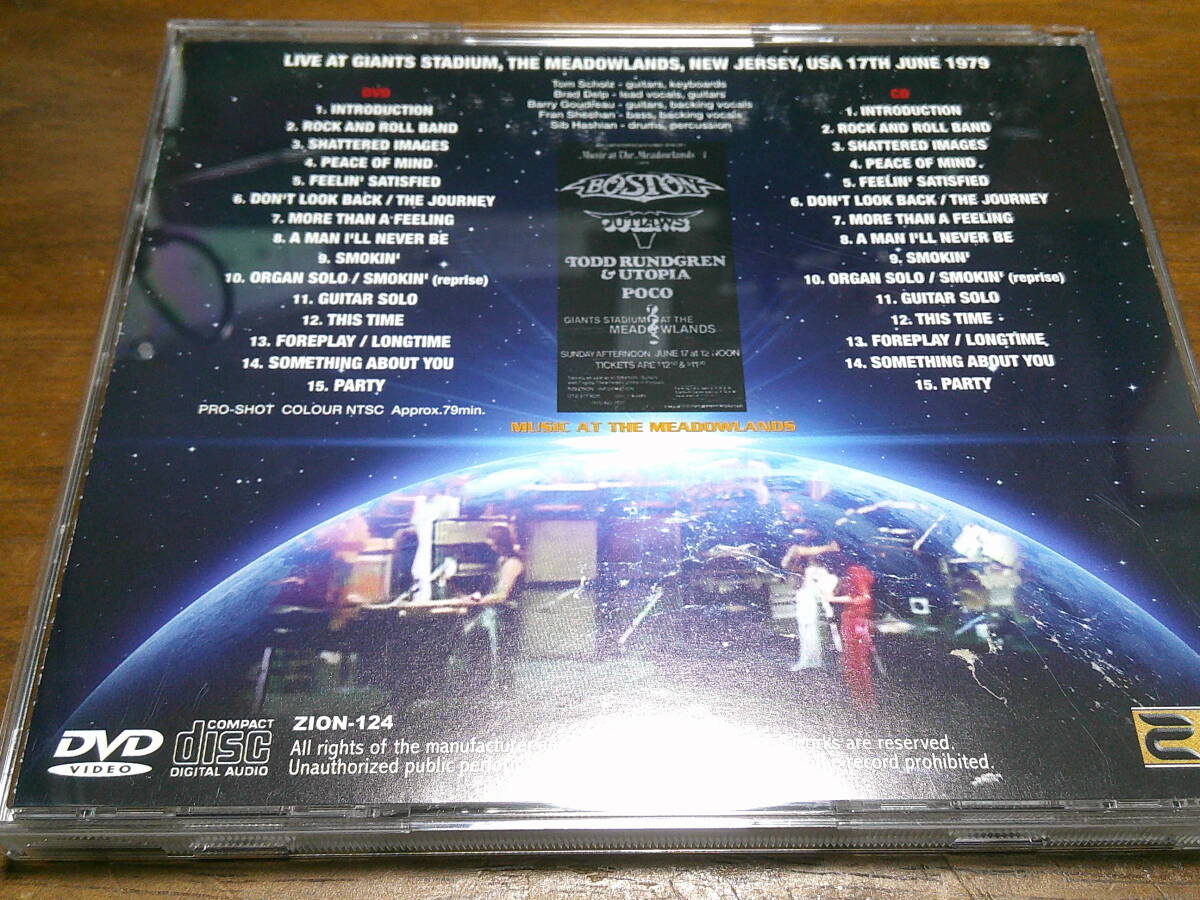 LIVE AT GIANTS STADIUM, THE MEADOWLANDS, NEW JERSEY, USA 17TH JUNE 1979
Tom Scholz - guitars, keyboards
Brad Delp - lead vocals, guitars
Barry Goudreau - guitars, backing vocals
Fran Sheehan - bass, backing vocals
Sib Hashian - drums, percussion
DVD
1. INTRODUCTION
2. ROCK AND ROLL BAND
3. SHATTERED IMAGES
4. PEACE OF MIND
5. FEELIN' SATISFIED
6. DON'T LOOK BACK / THE JOURNEY
7. MORE THAN A FEELING
8. A MAN I'LL NEVER BE
9. SMOKIN'
10. ORGAN SOLO / SMOKIN' (reprise)
11. GUITAR SOLO
12. THIS TIME
13. FOREPLAY / LONGTIME
14. SOMETHING ABOUT YOU
15. PARTY
PRO-SHOT COLOUR NTSC Approx.79min.
Music at The Meadowlands
BOSTON
OUTLAWS
TODD RUNDGREN
& UTOPIA
POCO
GIANTS STADIUM AT THE
MEADOWLANDS
SUNDAY AFTERNOON JUNE 17 at 12 NOON
TICKETS ARE
CD
1. INTRODUCTION
2. ROCK AND ROLL BAND
3. SHATTERED IMAGES
4. PEACE OF MIND
5. FEELIN' SATISFIED
6. DON'T LOOK BACK / THE JOURNEY
7. MORE THAN A FEELING
8. A MAN I'LL NEVER BE
9. SMOKIN'
10. ORGAN SOLO / SMOKIN' (reprise)
11. GUITAR SOLO
12. THIS TIME
13. FOREPLAY / LONGTIME
14. SOMETHING ABOUT YOU
15. PARTY
MUSIC AT THE MEADOWLANDS
DVD VIDEO
COMPACT disc DIGITAL AUDIO
ZION-124
All rights of the manufacturer are reserved.
Unauthorized public record prohibited.